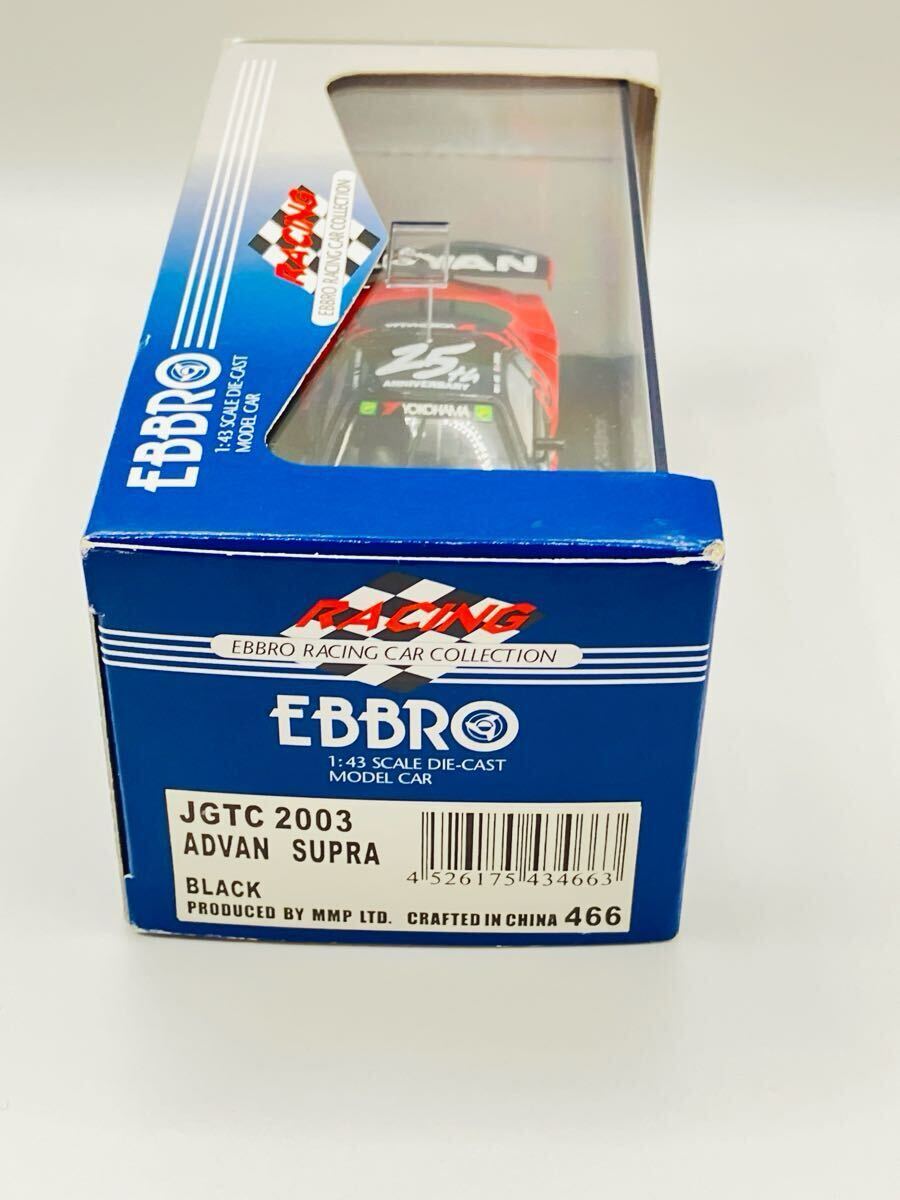 RACING
EBBRO RACING CAR COLLECTION
EBBRO
1:43 SCALE DIE-CAST
MODEL CAR
25th
ANNIVERSARY
YOKOHAMA
RACING
EBBRO RACING CAR COLLECTION
EBBRO
1:43 SCALE DIE-CAST
MODEL CAR
JGTC 2003
ADVAN SUPRA
BLACK
4 526175 434663
PRODUCED BY MMP LTD. CRAFTED IN CHINA 466